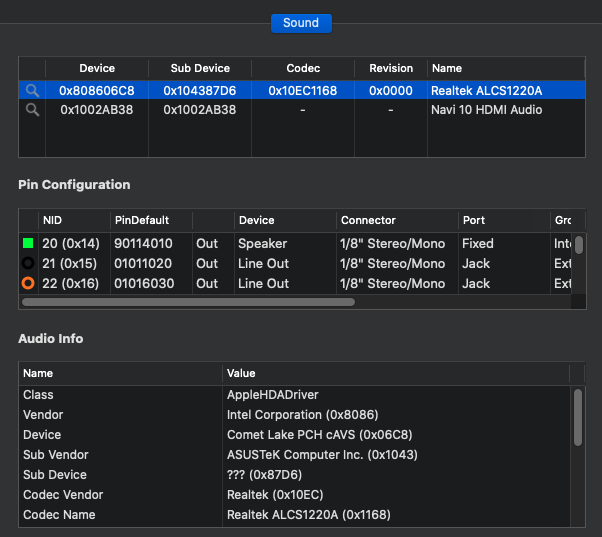 Sound
Device Sub Device Codec Revision Name
0x808606C8 0x104387D6 0x10EC1168 0x0000 Realtek ALCS1220A
0x1002AB38 0x1002AB38 - - Navi 10 HDMI Audio
Pin Configuration
NID PinDefault Device Connector Port Gro
20 (0x14) 90114010 Out Speaker 1/8" Stereo/Mono Fixed Inte
21 (0x15) 01011020 Out Line Out 1/8" Stereo/Mono Jack Ext
22 (0x16) 01016030 Out Line Out 1/8" Stereo/Mono Jack Ext
Audio Info
Name Value
Class AppleHDADriver
Vendor Intel Corporation (0x8086)
Device Comet Lake PCH cAVS (0x06C8)
Sub Vendor ASUSTeK Computer Inc. (0x1043)
Sub Device ??? (0x87D6)
Codec Vendor Realtek (0x10EC)
Codec Name Realtek ALCS1220A (0x1168)